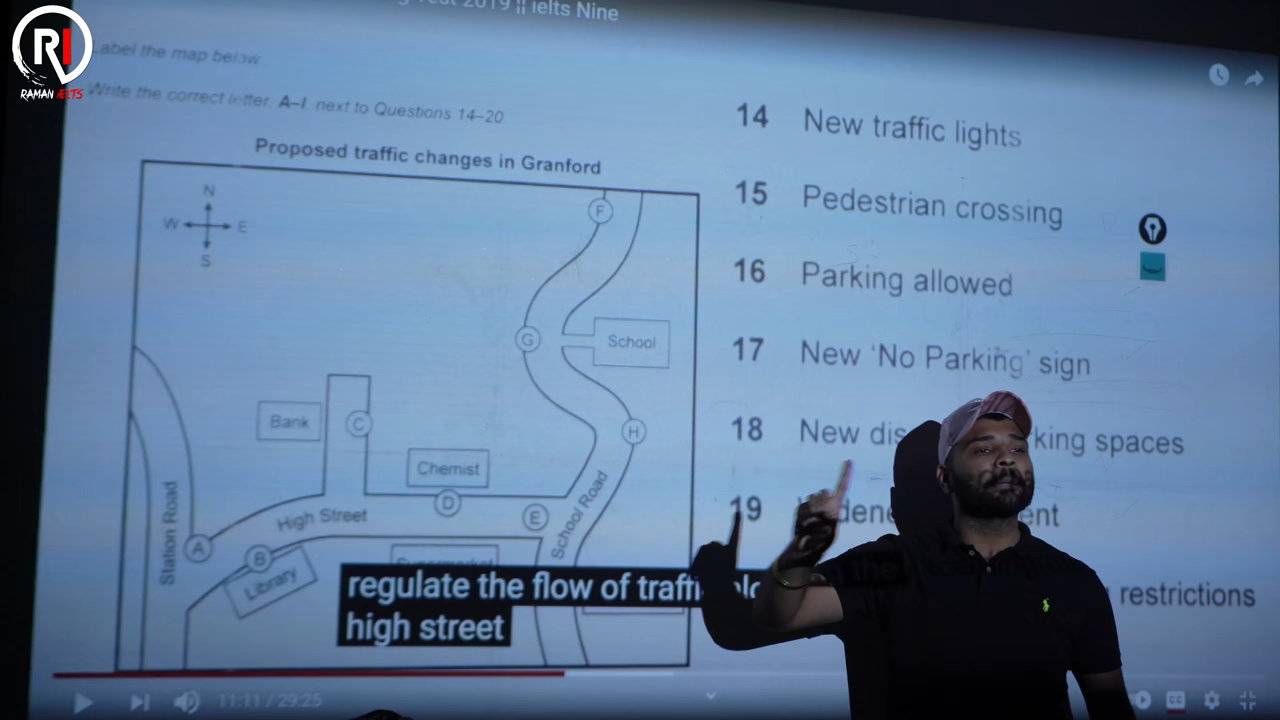 RI
RAMAN IELTS
Test 2019 || ielts Nine
Label the map below
Write the correct letter, A–I, next to Questions 14–20
Proposed traffic changes in Granford
N
W E
S
F
G
School
H
Bank
C
Chemist
D
E
High Street
School Road
Station Road
A
B
Library
Supermarket
14 New traffic lights
15 Pedestrian crossing
16 Parking allowed
17 New 'No Parking' sign
18 New dis king spaces
19
restrictions
regulate the flow of traffi
high street
11:11 / 29:25
CC